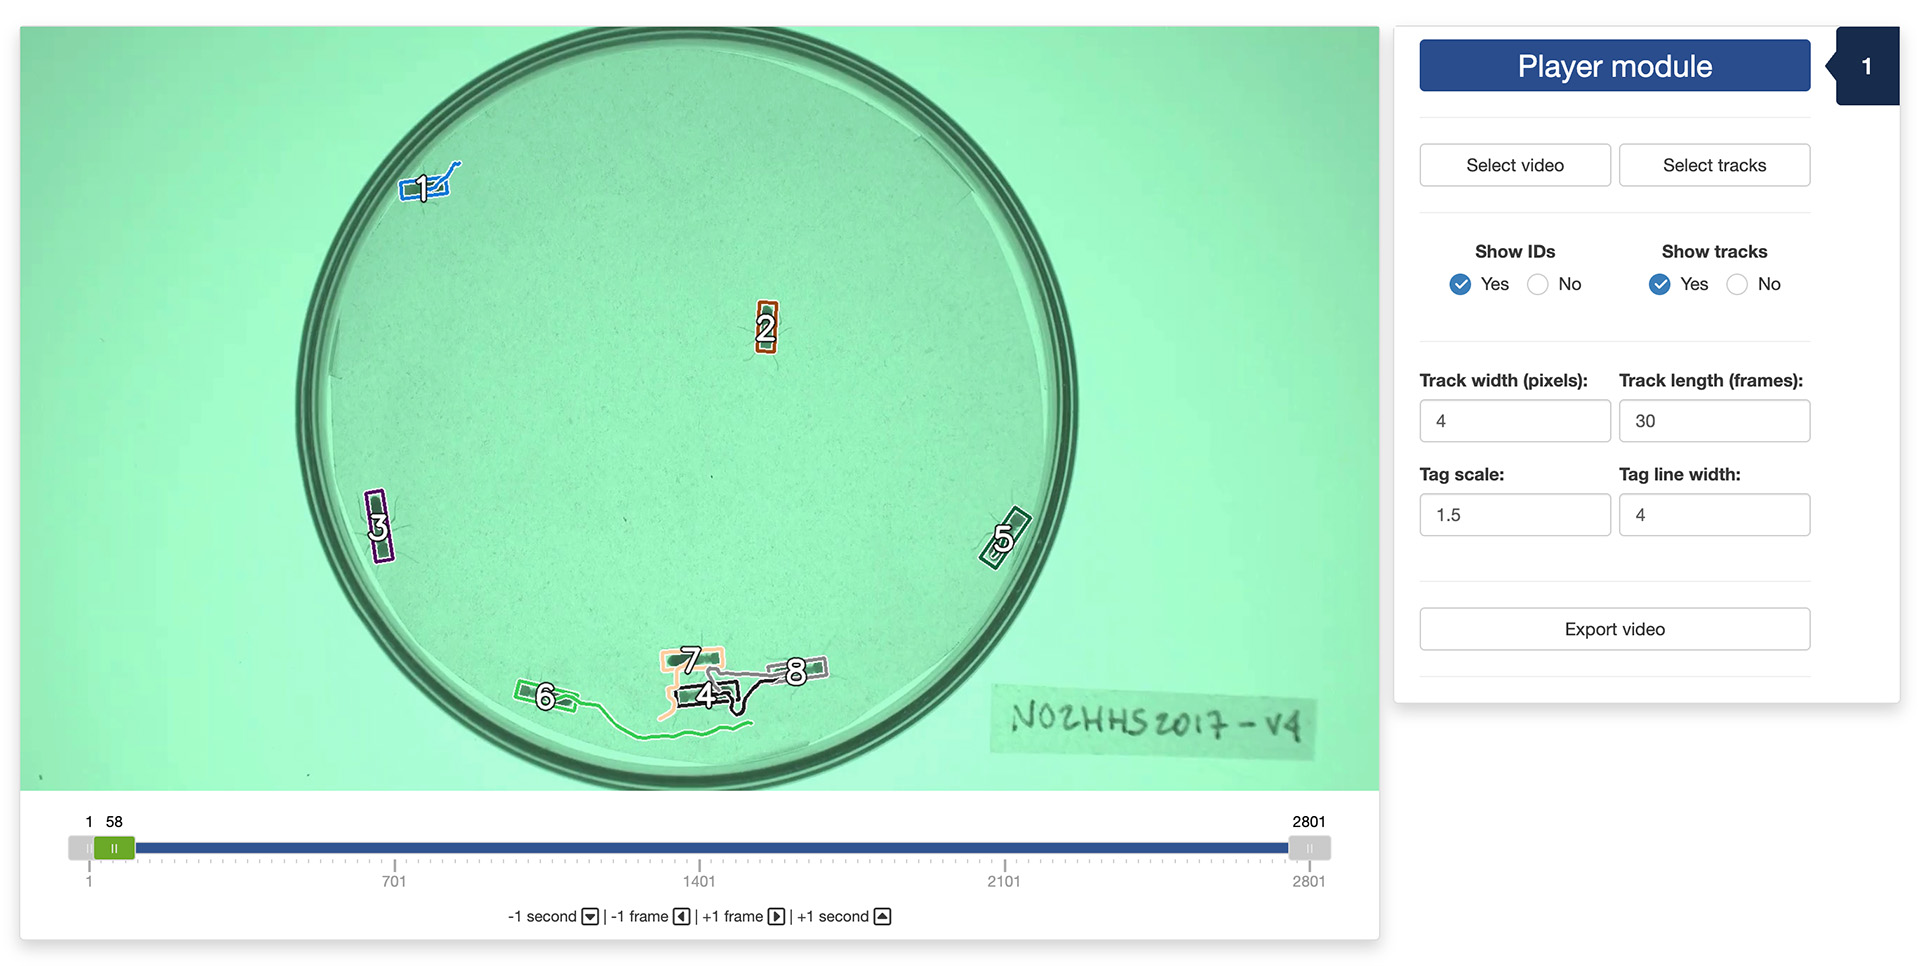 1
2
3
5
7
8
4
6
N02HHS2017-V4
1 58 2801
1 701 1401 2101 2801
-1 second | -1 frame | +1 frame | +1 second
Player module
1
Select video Select tracks
Show IDs Show tracks
Yes No Yes No
Track width (pixels): Track length (frames):
4 30
Tag scale: Tag line width:
1.5 4
Export video